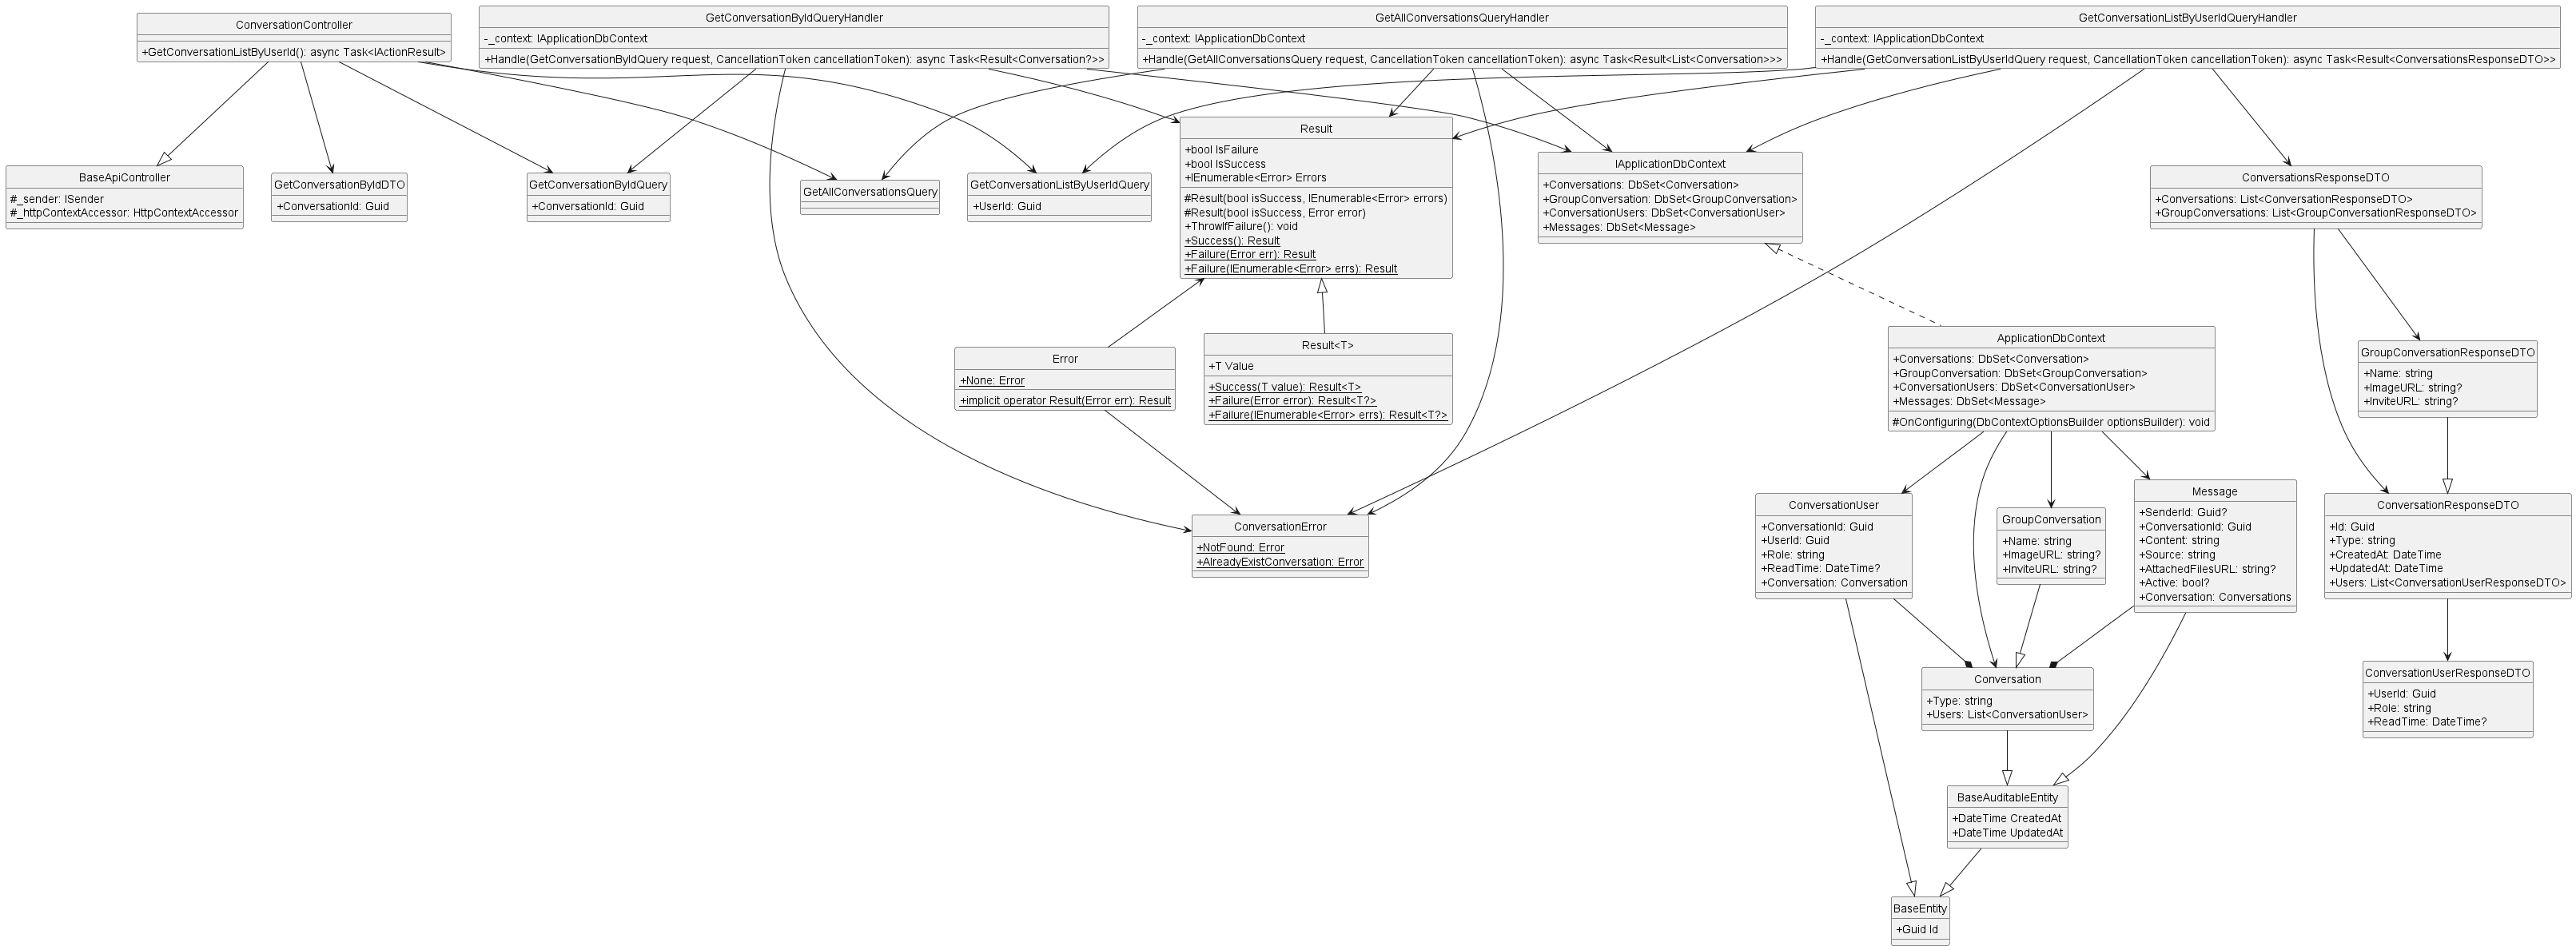 ConversationController
+GetConversationListByUserId(): async Task<IActionResult>
GetConversationByIdQueryHandler
-_context: IApplicationDbContext
+Handle(GetConversationByIdQuery request, CancellationToken cancellationToken): async Task<Result<Conversation?>>
GetAllConversationsQueryHandler
-_context: IApplicationDbContext
+Handle(GetAllConversationsQuery request, CancellationToken cancellationToken): async Task<Result<List<Conversation>>>
GetConversationListByUserIdQueryHandler
-_context: IApplicationDbContext
+Handle(GetConversationListByUserIdQuery request, CancellationToken cancellationToken): async Task<Result<ConversationsResponseDTO>>
BaseApiController
#_sender: ISender
#_httpContextAccessor: HttpContextAccessor
GetConversationByIdDTO
+ConversationId: Guid
GetConversationByIdQuery
+ConversationId: Guid
GetAllConversationsQuery
GetConversationListByUserIdQuery
+UserId: Guid
Result
+bool IsFailure
+bool IsSuccess
+IEnumerable<Error> Errors
#Result(bool isSuccess, IEnumerable<Error> errors)
#Result(bool isSuccess, Error error)
+ThrowIfFailure(): void
+Success(): Result
+Failure(Error err): Result
+Failure(IEnumerable<Error> errs): Result
IApplicationDbContext
+Conversations: DbSet<Conversation>
+GroupConversation: DbSet<GroupConversation>
+ConversationUsers: DbSet<ConversationUser>
+Messages: DbSet<Message>
ConversationsResponseDTO
+Conversations: List<ConversationResponseDTO>
+GroupConversations: List<GroupConversationResponseDTO>
Error
+None: Error
+implicit operator Result(Error err): Result
Result<T>
+T Value
+Success(T value): Result<T>
+Failure(Error error): Result<T?>
+Failure(IEnumerable<Error> errs): Result<T?>
ApplicationDbContext
+Conversations: DbSet<Conversation>
+GroupConversation: DbSet<GroupConversation>
+ConversationUsers: DbSet<ConversationUser>
+Messages: DbSet<Message>
#OnConfiguring(DbContextOptionsBuilder optionsBuilder): void
GroupConversationResponseDTO
+Name: string
+ImageURL: string?
+InviteURL: string?
ConversationError
+NotFound: Error
+AlreadyExistConversation: Error
ConversationUser
+ConversationId: Guid
+UserId: Guid
+Role: string
+ReadTime: DateTime?
+Conversation: Conversation
GroupConversation
+Name: string
+ImageURL: string?
+InviteURL: string?
Message
+SenderId: Guid?
+ConversationId: Guid
+Content: string
+Source: string
+AttachedFilesURL: string?
+Active: bool?
+Conversation: Conversations
ConversationResponseDTO
+Id: Guid
+Type: string
+CreatedAt: DateTime
+UpdatedAt: DateTime
+Users: List<ConversationUserResponseDTO>
Conversation
+Type: string
+Users: List<ConversationUser>
ConversationUserResponseDTO
+UserId: Guid
+Role: string
+ReadTime: DateTime?
BaseAuditableEntity
+DateTime CreatedAt
+DateTime UpdatedAt
BaseEntity
+Guid Id